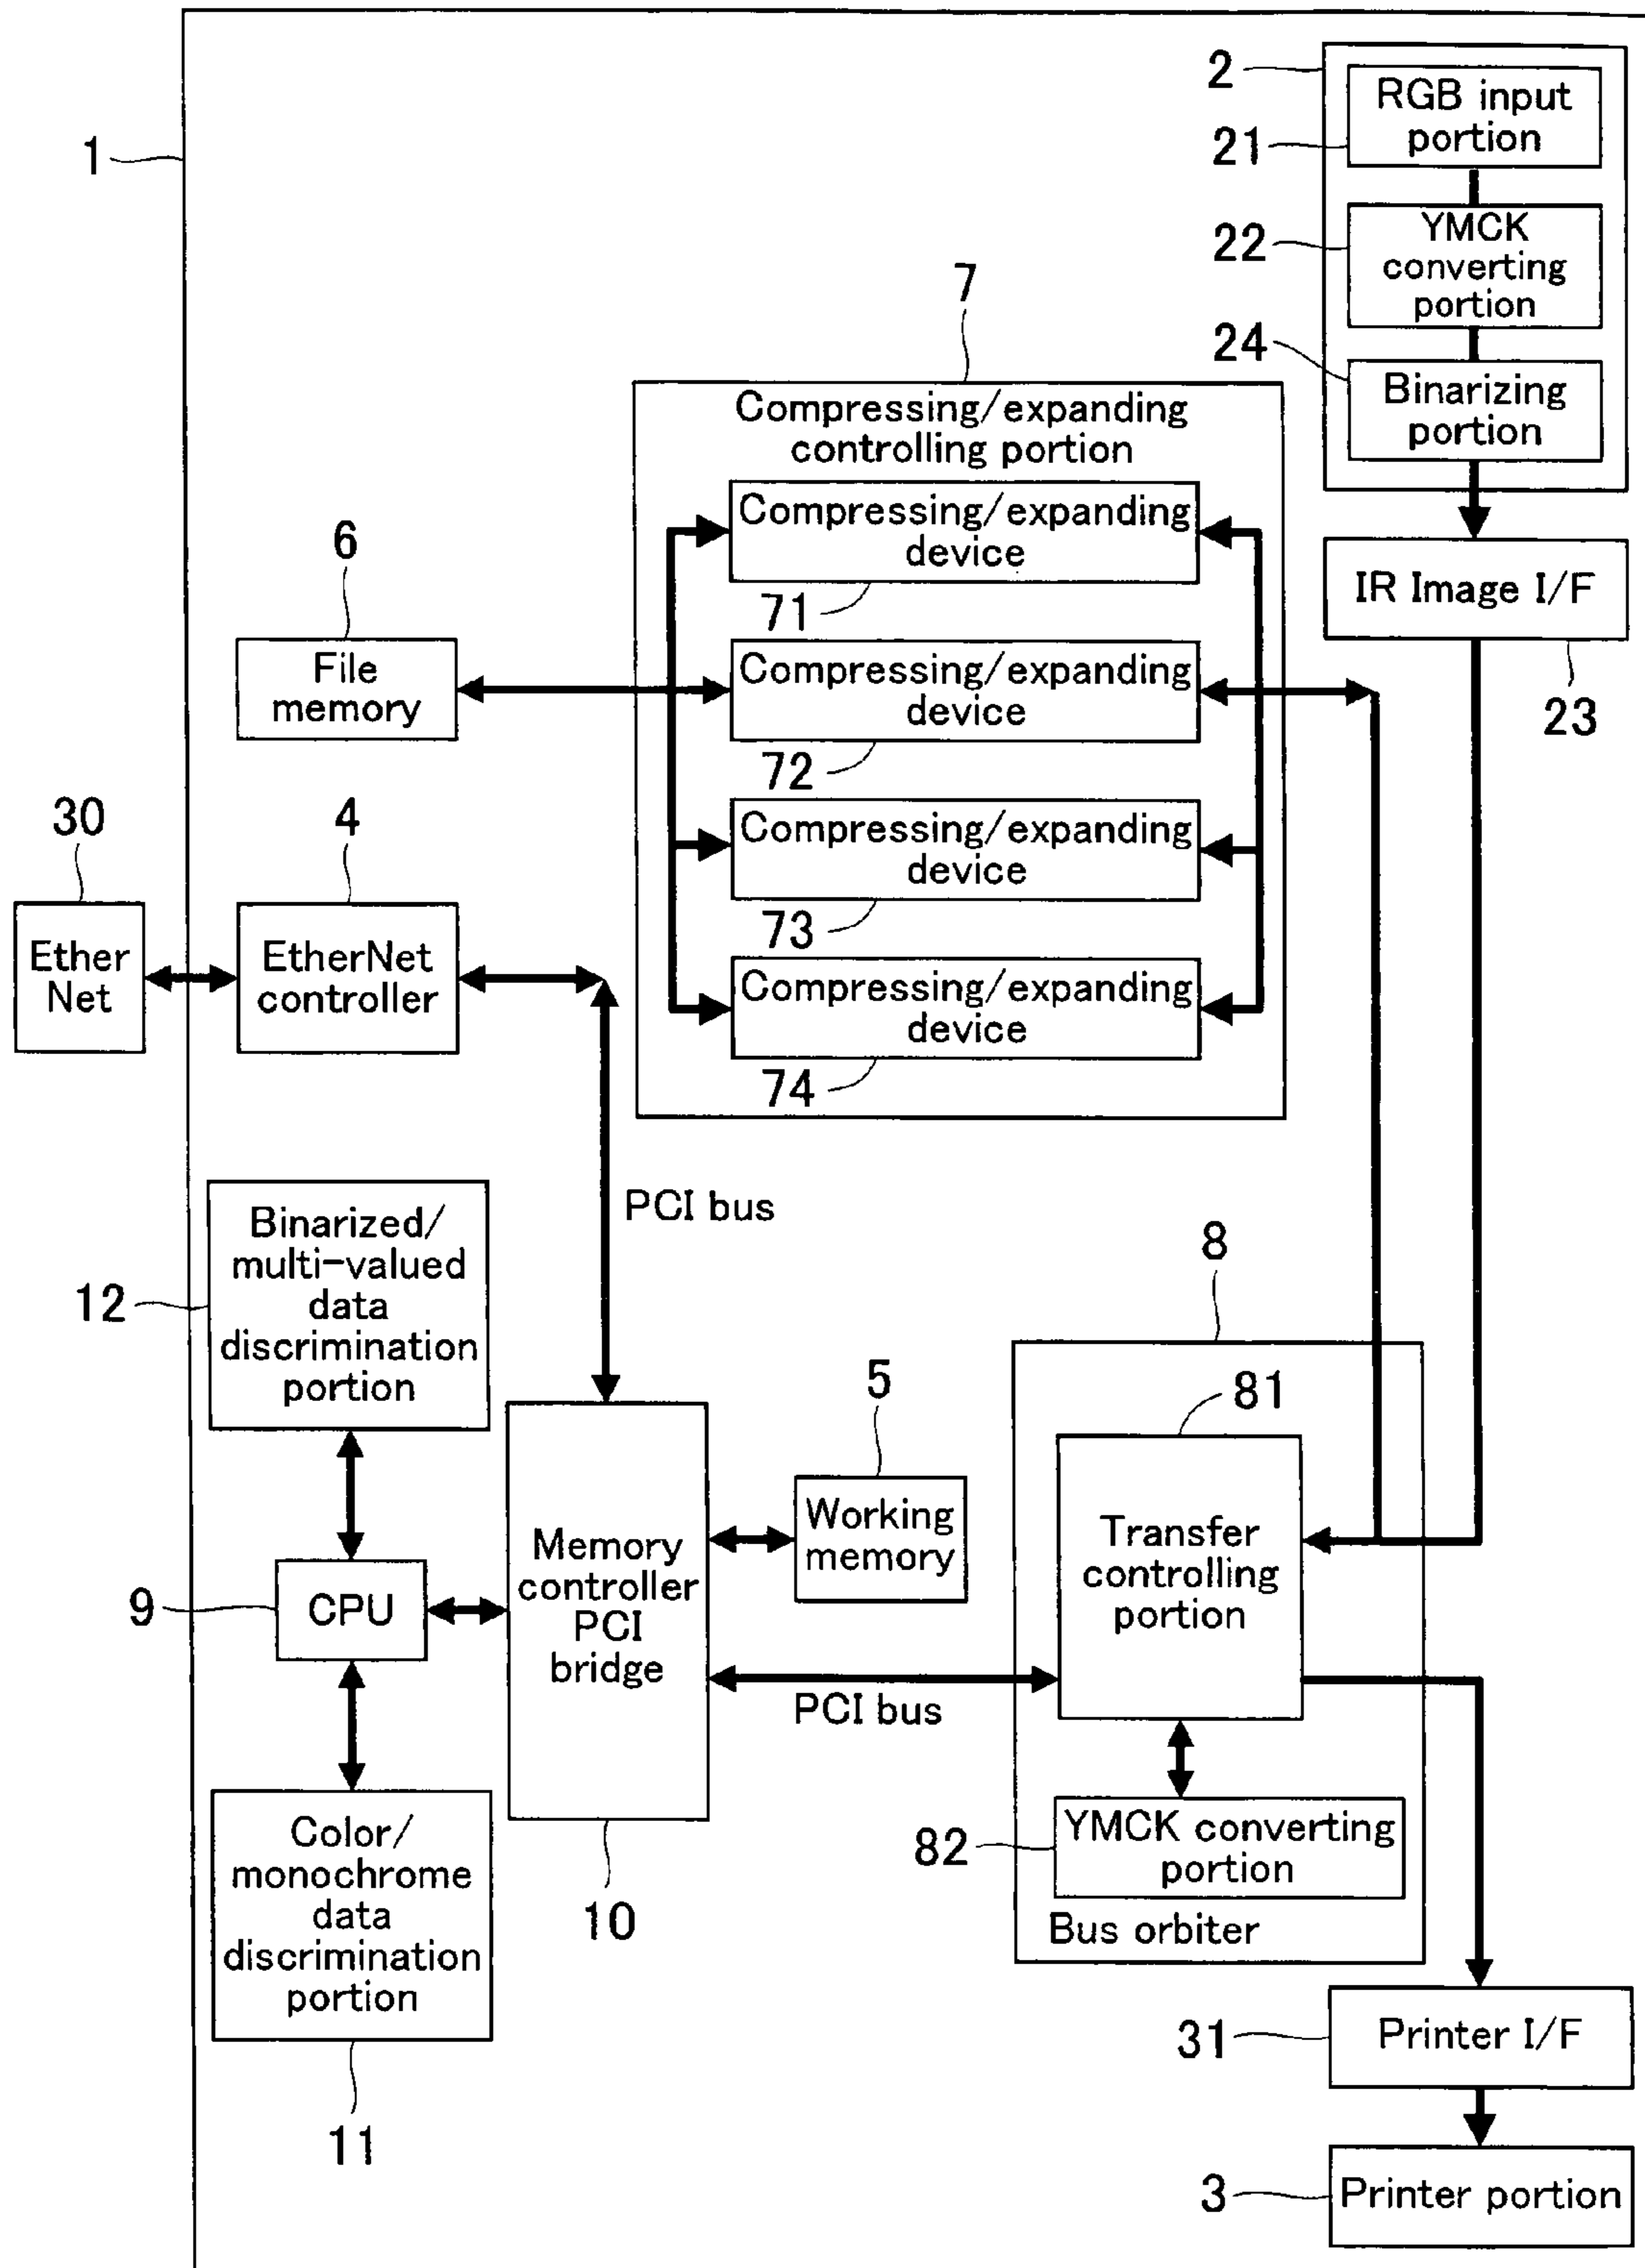 1
2
RGB input
portion
21
YMCK
converting
portion
22
Binarizing
portion
24
7
Compressing/expanding
controlling portion
Compressing/expanding
device
71
Compressing/expanding
device
72
Compressing/expanding
device
73
Compressing/expanding
device
74
IR Image I/F
23
6
File
memory
30
Ether
Net
4
EtherNet
controller
PCI bus
12
Binarized/
multi-valued
data
discrimination
portion
9
CPU
Color/
monochrome
data
discrimination
portion
11
Memory
controller
PCI
bridge
10
5
Working
memory
PCI bus
8
81
Transfer
controlling
portion
82
YMCK converting
portion
Bus orbiter
31
Printer I/F
3
Printer portion